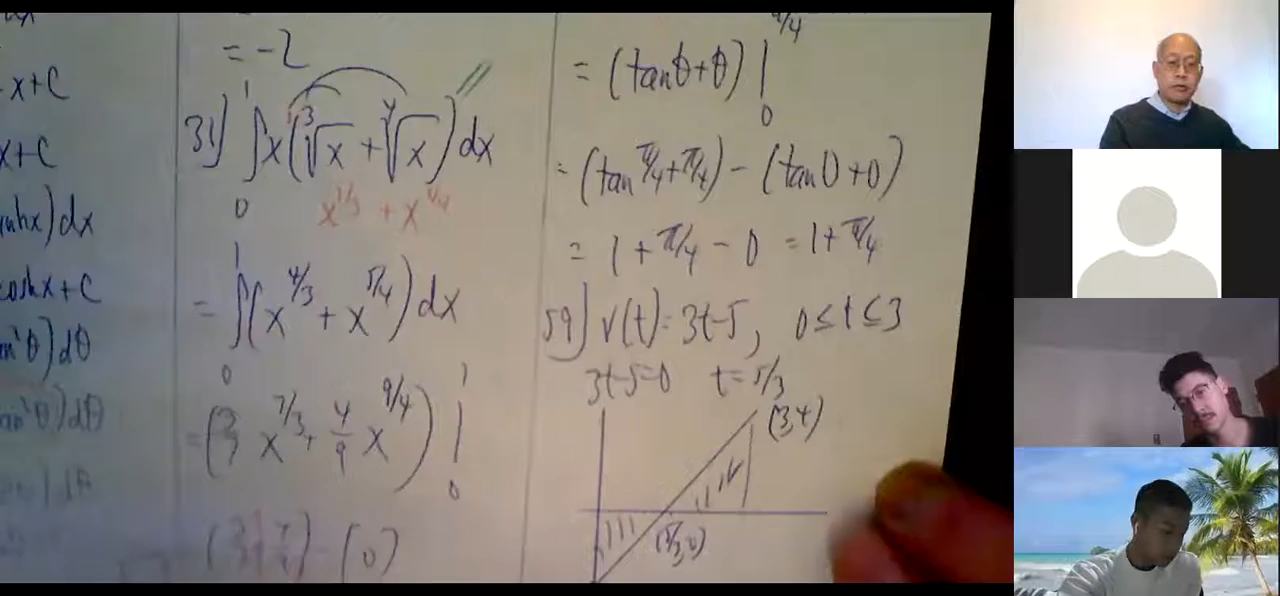 x+C
x+C
) dx
cosh x+C
θ) dθ
= -2
31) ∫₀¹ x(∛x + ∜x) dx
x^{1/3} + x^{1/4}
= ∫₀¹ (x^{4/3} + x^{5/4}) dx
= (3/7 x^{7/3} + 4/9 x^{9/4}) |₀¹
- (0)
= (tanθ+θ) |₀^{π/4}
= (tan π/4 + π/4) - (tan 0 + 0)
= 1 + π/4 - 0 = 1 + π/4
59) v(t) = 3t-5, 0 ≤ t ≤ 3
3t-5=0 t = 5/3
(3,4)
(5/3,0)